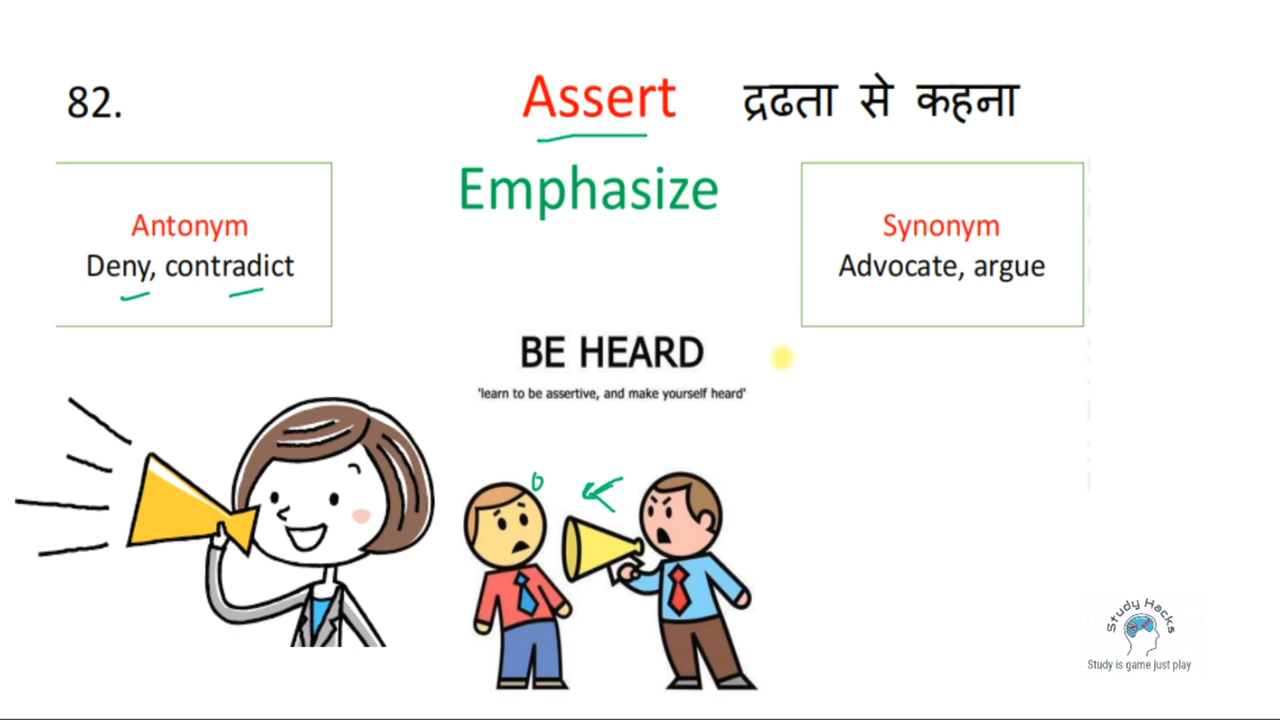 82.
Assert द्रढता से कहना
Emphasize
Antonym
Deny, contradict
Synonym
Advocate, argue
BE HEARD
'learn to be assertive, and make yourself heard'
Study Hacks
Study is game just play